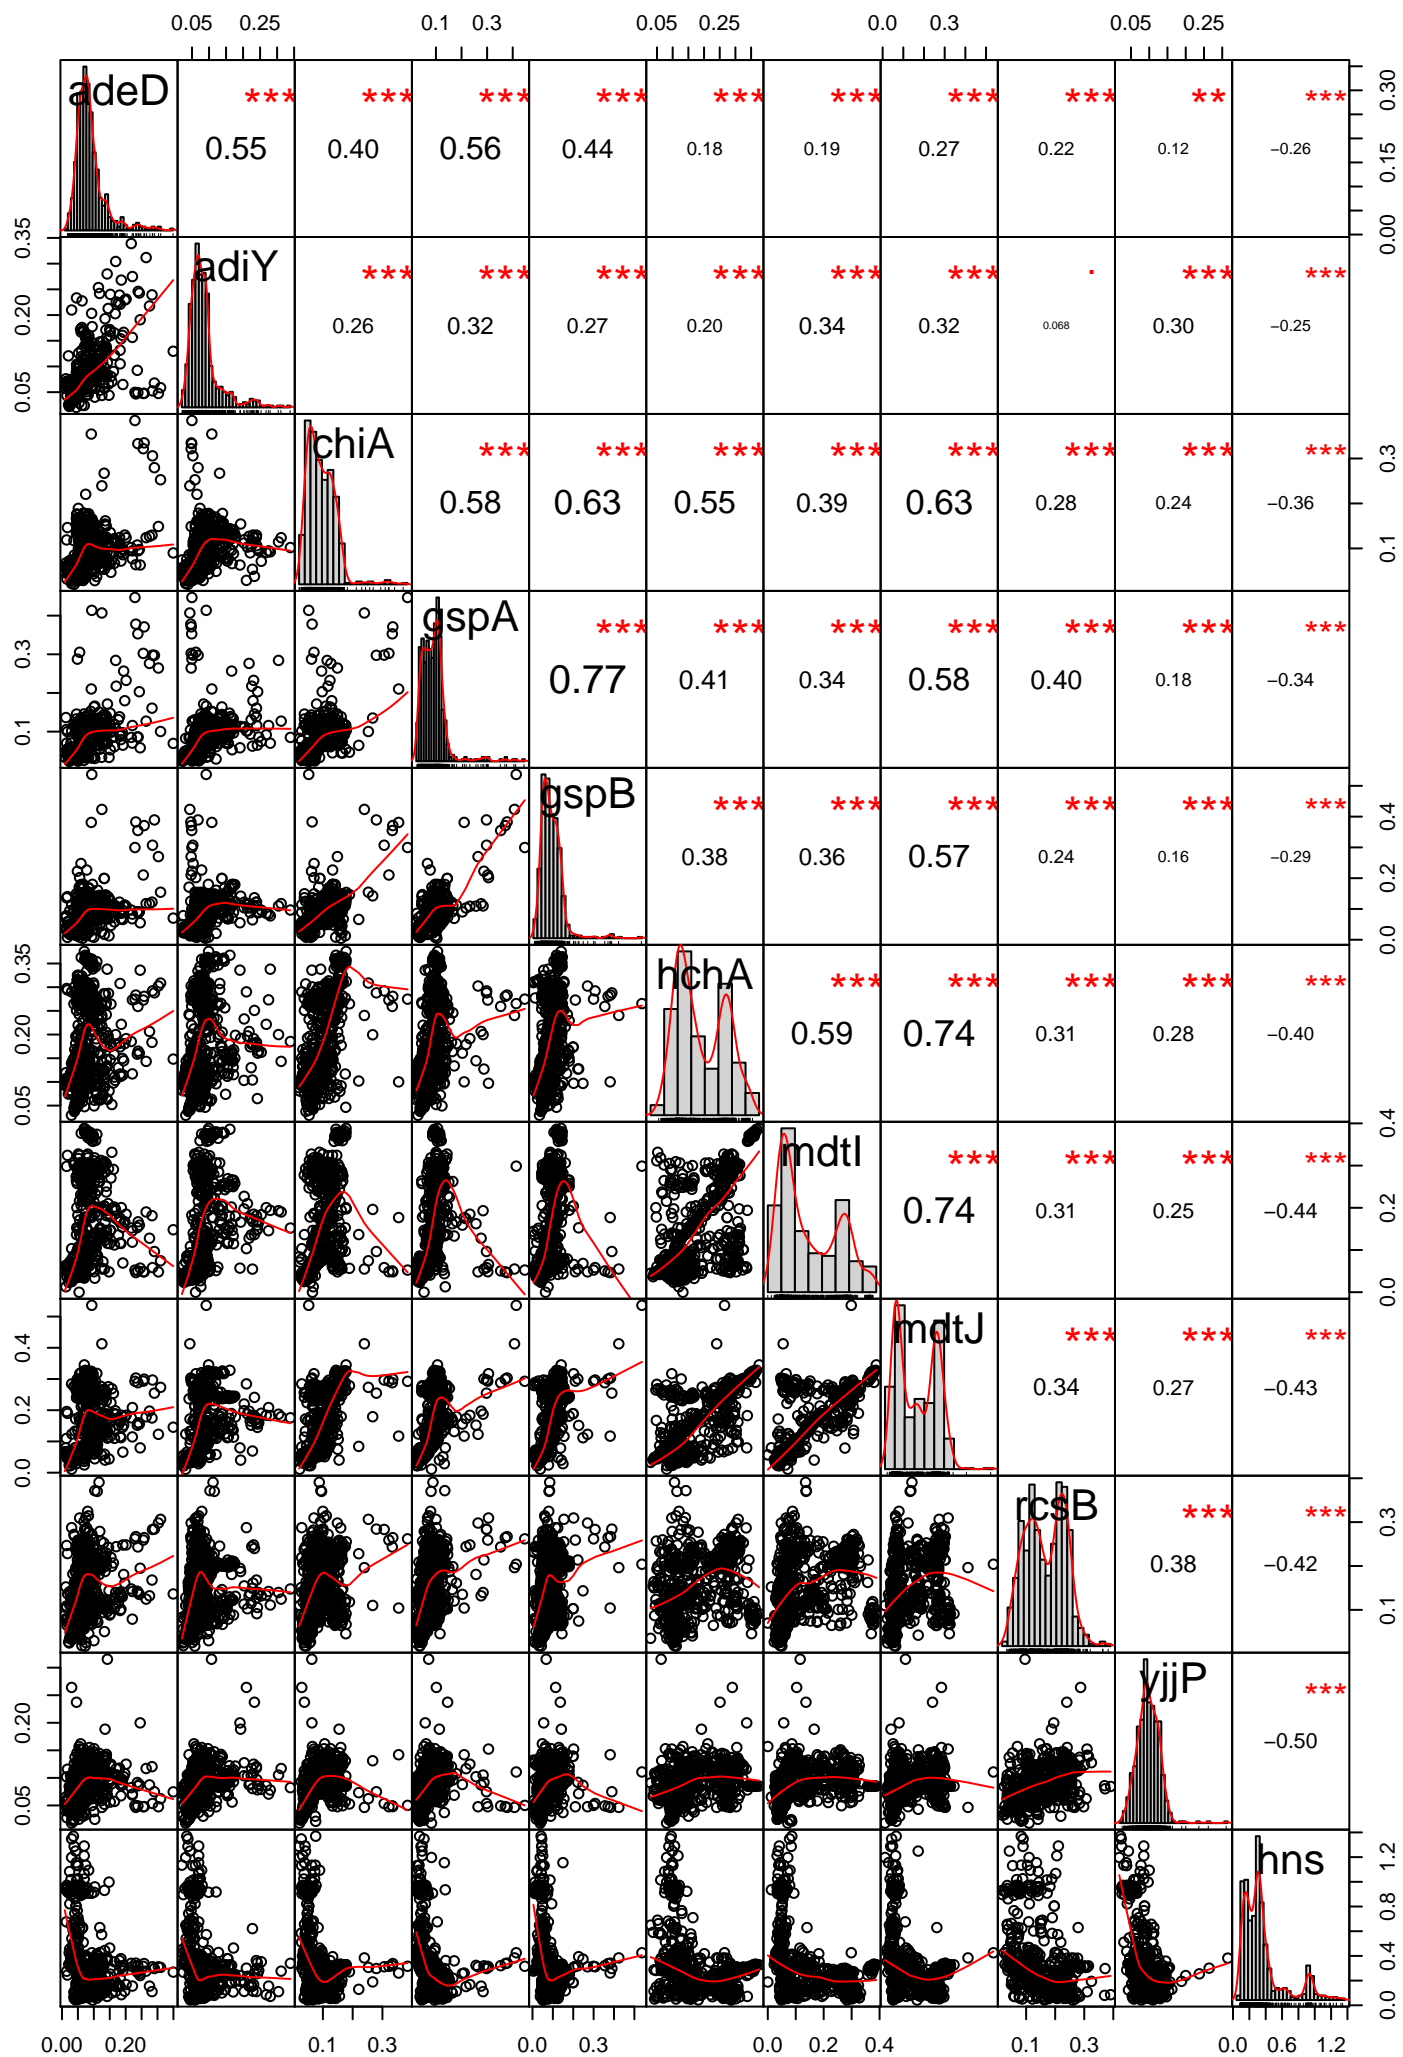 0.05 0.25 0.1 0.3 0.05 0.25 0.0 0.3 0.05 0.25
adeD *** *** *** *** *** *** *** *** ** ***
0.55 0.40 0.56 0.44 0.18 0.19 0.27 0.22 0.12 −0.26
0.00 0.15 0.30
adiY *** *** *** *** *** *** . *** ***
0.26 0.32 0.27 0.20 0.34 0.32 0.068 0.30 −0.25
0.05 0.20 0.35
chiA *** *** *** *** *** *** *** ***
0.58 0.63 0.55 0.39 0.63 0.28 0.24 −0.36
0.1 0.3
gspA *** *** *** *** *** *** ***
0.77 0.41 0.34 0.58 0.40 0.18 −0.34
0.1 0.3
gspB *** *** *** *** *** ***
0.38 0.36 0.57 0.24 0.16 −0.29
0.0 0.2 0.4
hchA *** *** *** *** ***
0.59 0.74 0.31 0.28 −0.40
0.05 0.20 0.35
mdtI *** *** *** ***
0.74 0.31 0.25 −0.44
0.0 0.2 0.4
mdtJ *** *** ***
0.34 0.27 −0.43
0.0 0.2 0.4
rcsB *** ***
0.38 −0.42
0.1 0.3
yjjP ***
−0.50
0.05 0.20
hns
0.0 0.4 0.8 1.2
0.00 0.20 0.1 0.3 0.0 0.3 0.0 0.2 0.4 0.1 0.3 0.0 0.6 1.2